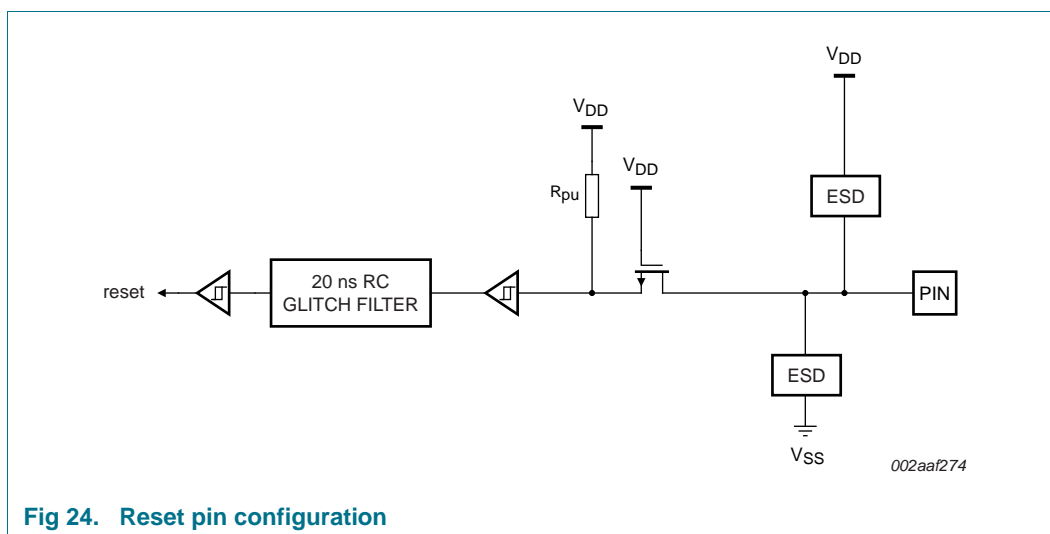 VDD
VDD
VDD
Rpu
ESD
reset
20 ns RC
GLITCH FILTER
PIN
ESD
VSS
002aaf274
Fig 24. Reset pin configuration